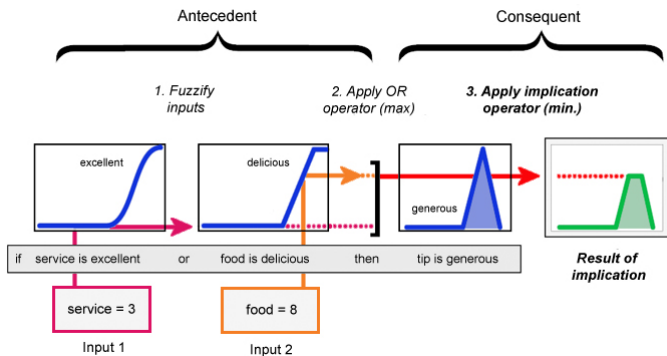 Antecedent
Consequent
1. Fuzzify
inputs
2. Apply OR
operator (max)
3. Apply implication
operator (min.)
excellent
delicious
generous
if service is excellent or food is delicious then tip is generous
Result of
implication
service = 3
food = 8
Input 1
Input 2